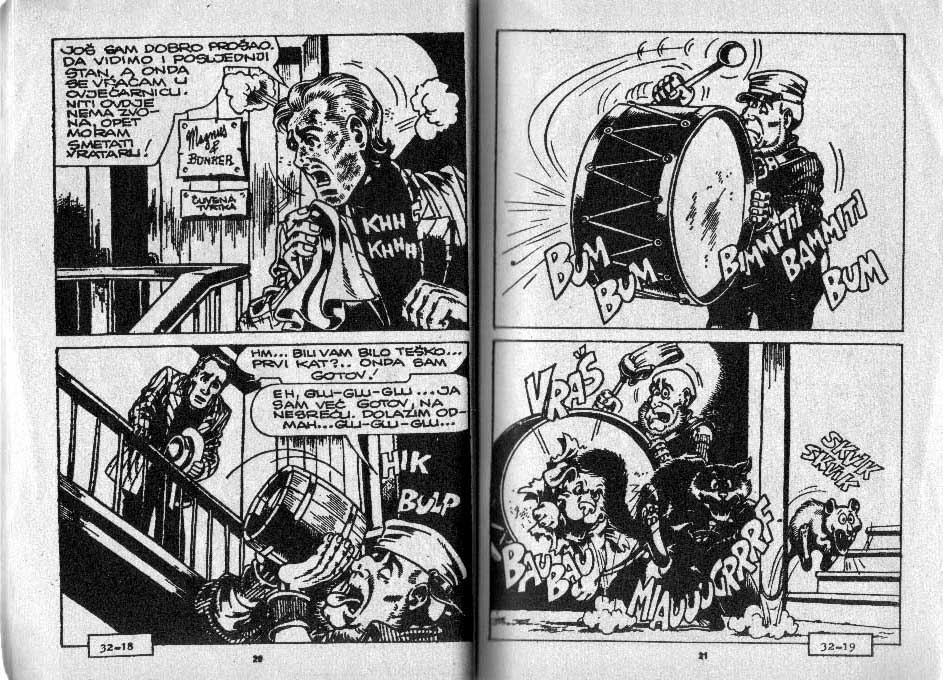 JOŠ SAM DOBRO PROŠAO.
DA VIDIMO I POSLJEDNJI
STAN, A ONDA
SE VRAĆAM U
OVJEČARNICU.
NITI OVDJE
NEMA ZVO-
NA, OPET
MORAM
SMETATI
VRATARU!
Magnus
&
BUNKER
ČUVENA
TVRTKA
KHH
KHHH
HM... BILI VAM BILO TEŠKO...
PRVI KAT?.. ONDA SAM
GOTOV!
EH, GLU-GLU-GLU...JA
SAM VEĆ GOTOV, NA
NESREĆU. DOLAZIM OD-
MAH...GLU-GLU-GLU...
HIK
BULP
32-18
20
BUM
BUM
BIMMITI
BAMMITI
BUM
VRAŠ
BAU BAU
MIAUUUGRRRF
SKVIK
SKVIK
32-19
21